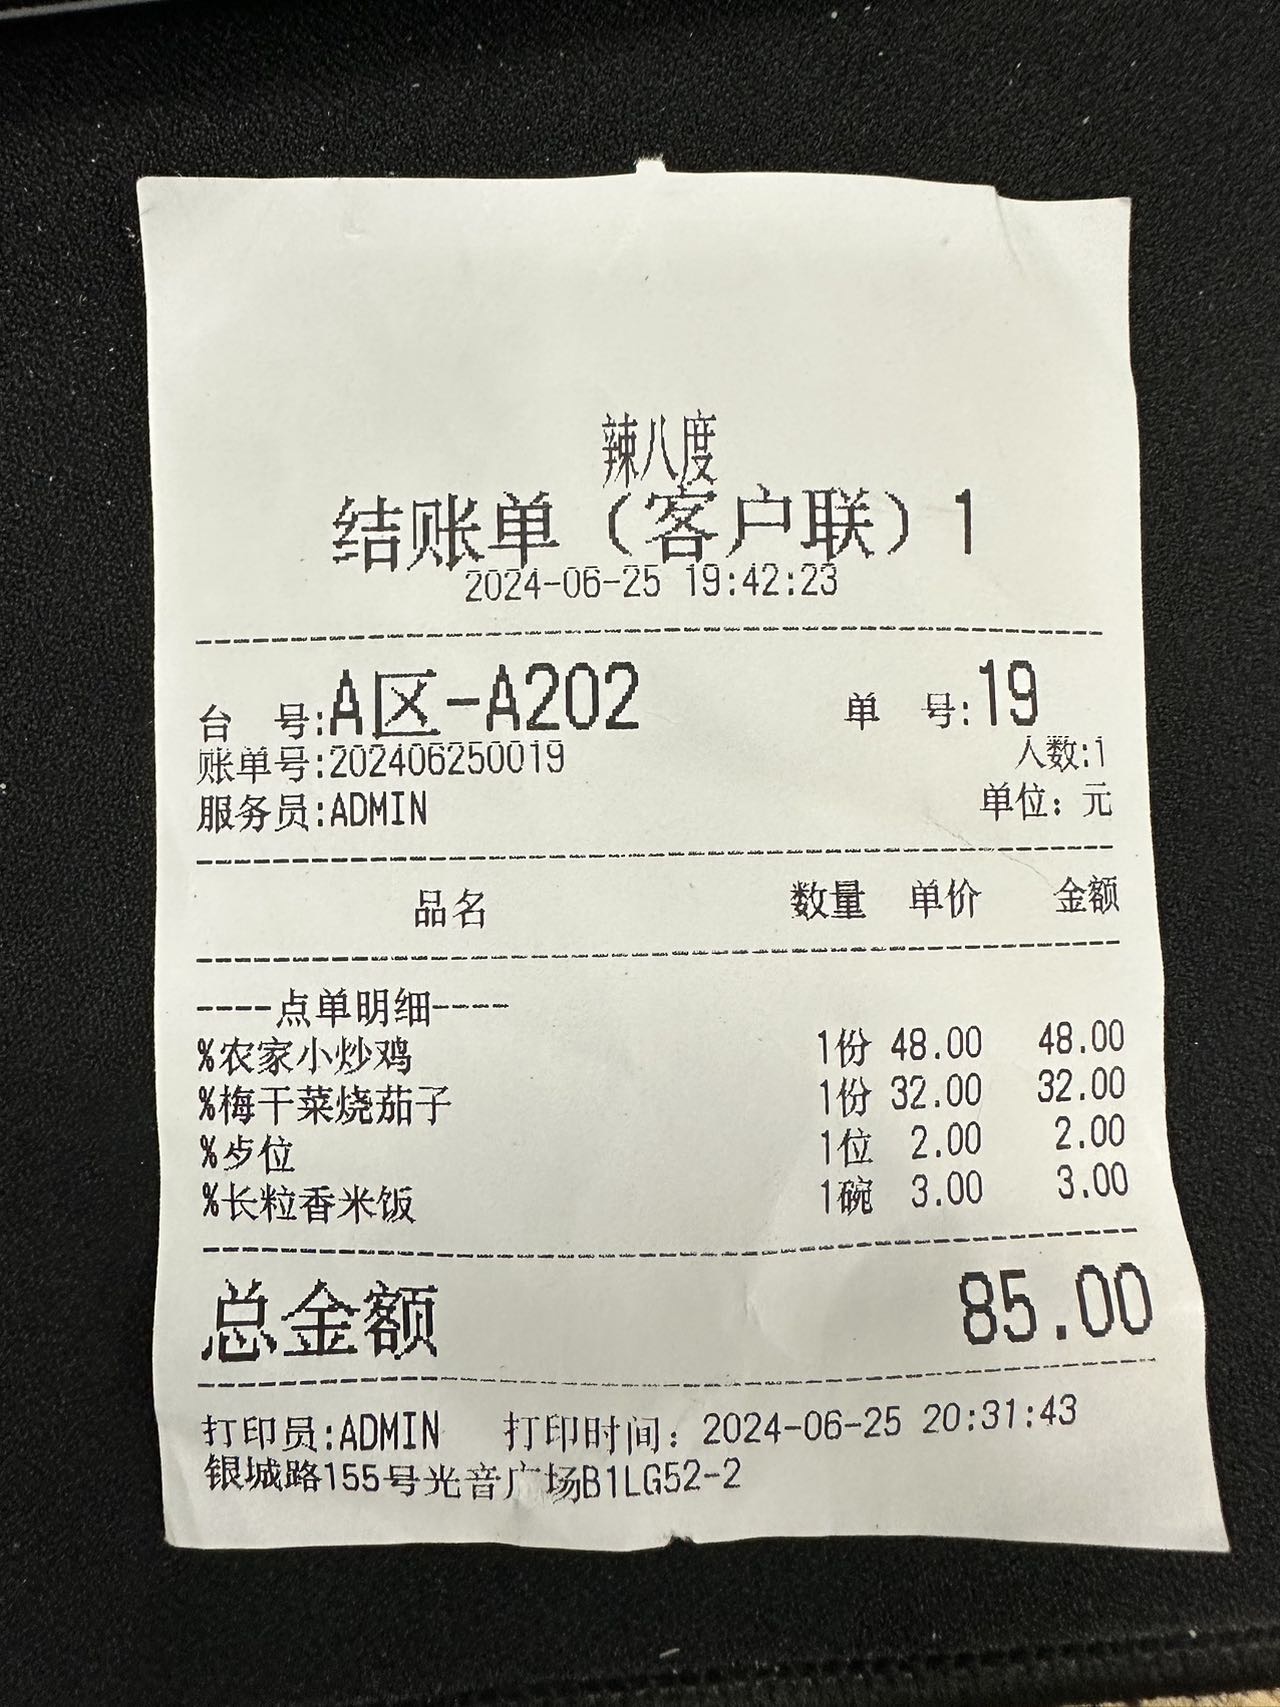 辣八度
结账单（客户联）1
2024-06-25 19:42:23
台 号:A区-A202 单 号:19
账单号:202406250019 人数:1
服务员:ADMIN 单位：元
品名 数量 单价 金额
----点单明细----
%农家小炒鸡 1份 48.00 48.00
%梅干菜烧茄子 1份 32.00 32.00
%歺位 1位 2.00 2.00
%长粒香米饭 1碗 3.00 3.00
总金额 85.00
打印员:ADMIN 打印时间：2024-06-25 20:31:43
银城路155号光音广场B1LG52-2